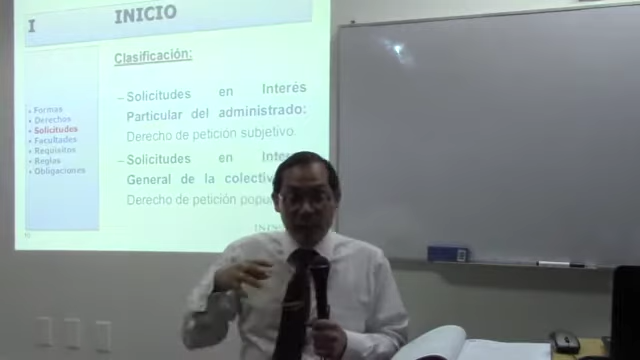 I INICIO
Clasificación:
– Solicitudes en Interés
Particular del administrado:
Derecho de petición subjetivo.
– Solicitudes en
General de la
Derecho de petición
• Formas
• Derechos
• Solicitudes
• Facultades
• Requisitos
• Reglas
• Obligaciones